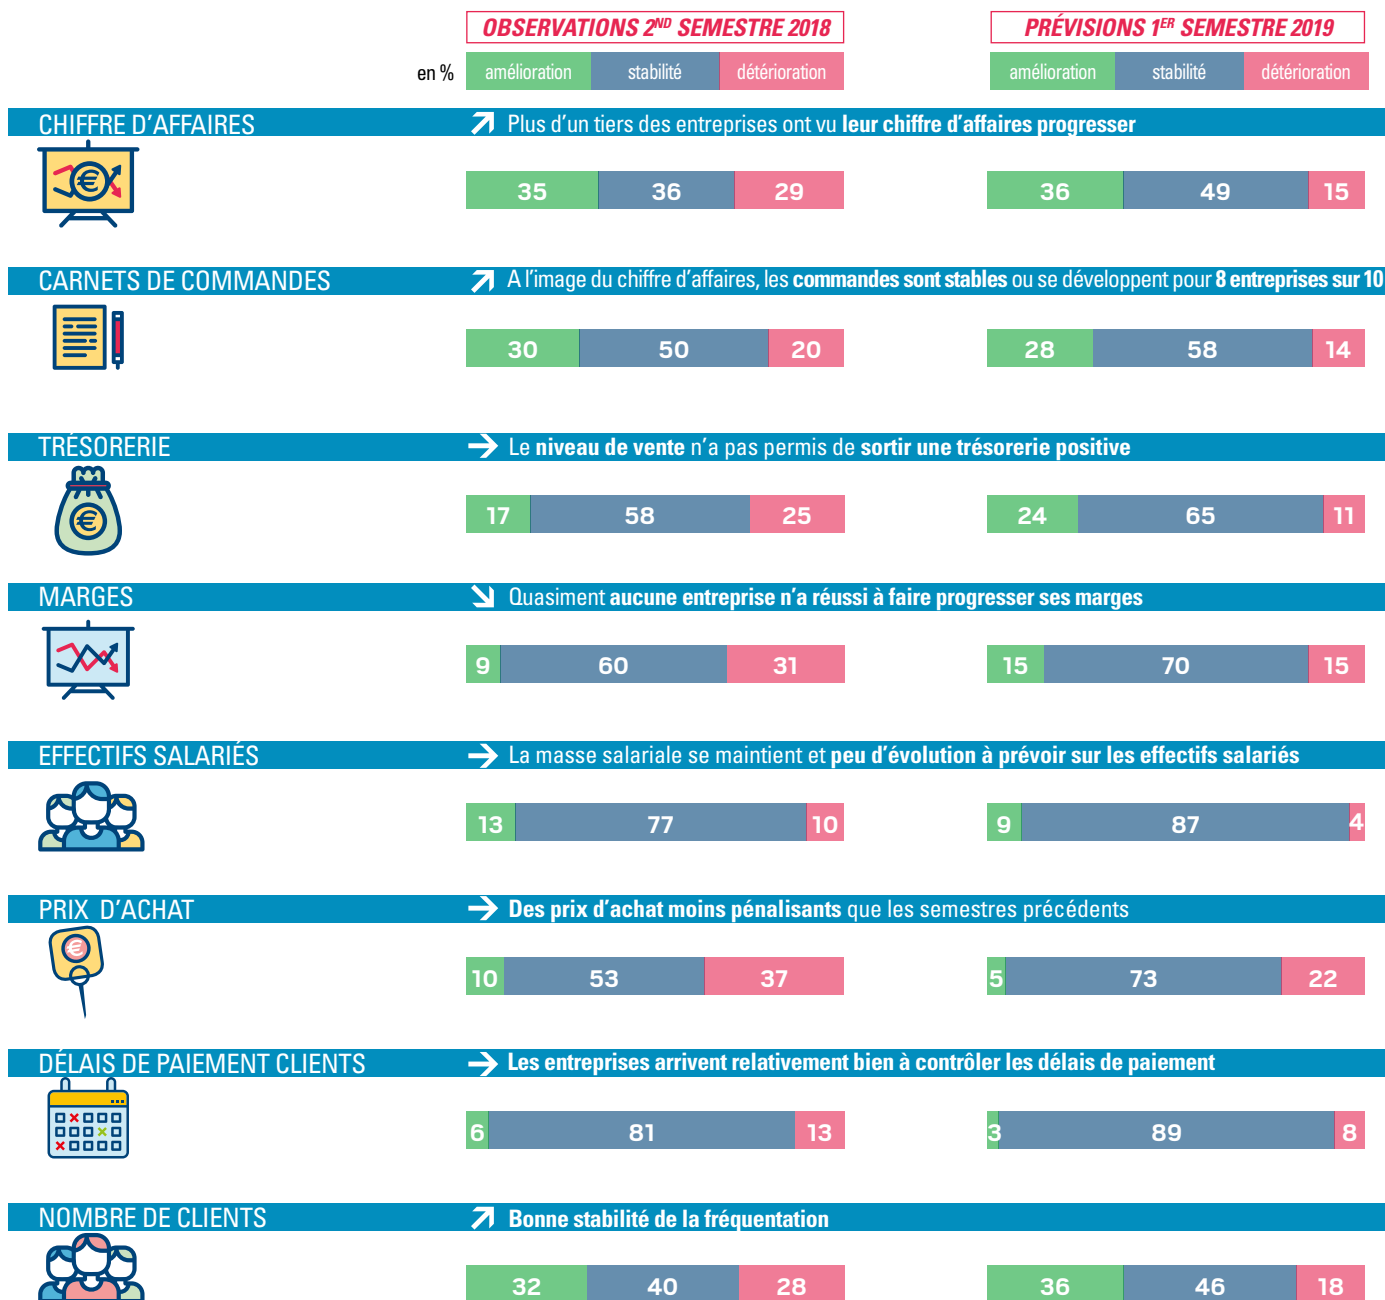 OBSERVATIONS 2ND SEMESTRE 2018 PRÉVISIONS 1ER SEMESTRE 2019
en % amélioration stabilité détérioration amélioration stabilité détérioration
CHIFFRE D'AFFAIRES Plus d'un tiers des entreprises ont vu leur chiffre d'affaires progresser
€
35 36 29 36 49 15
CARNETS DE COMMANDES A l'image du chiffre d'affaires, les commandes sont stables ou se développent pour 8 entreprises sur 10
30 50 20 28 58 14
TRÉSORERIE Le niveau de vente n'a pas permis de sortir une trésorerie positive
€
17 58 25 24 65 11
MARGES Quasiment aucune entreprise n'a réussi à faire progresser ses marges
9 60 31 15 70 15
EFFECTIFS SALARIÉS La masse salariale se maintient et peu d'évolution à prévoir sur les effectifs salariés
13 77 10 9 87 4
PRIX D'ACHAT Des prix d'achat moins pénalisants que les semestres précédents
€
10 53 37 5 73 22
DÉLAIS DE PAIEMENT CLIENTS Les entreprises arrivent relativement bien à contrôler les délais de paiement
6 81 13 3 89 8
NOMBRE DE CLIENTS Bonne stabilité de la fréquentation
32 40 28 36 46 18